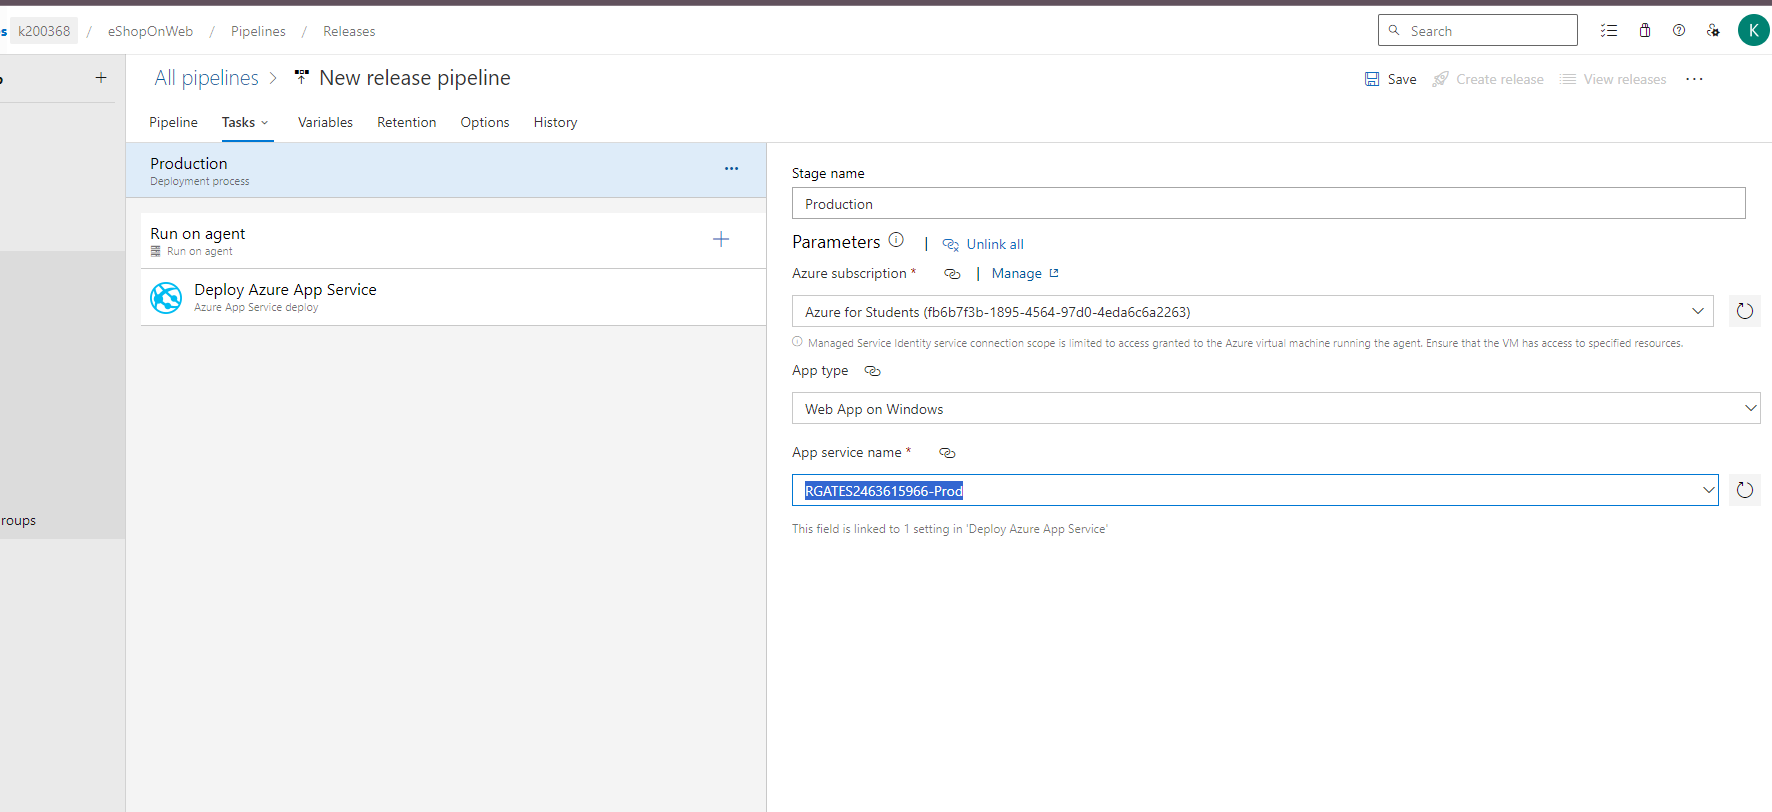 k200368 / eShopOnWeb / Pipelines / Releases
Search
K
All pipelines > New release pipeline
Save
Create release
View releases
Pipeline
Tasks
Variables
Retention
Options
History
Production
Deployment process
Run on agent
Run on agent
Deploy Azure App Service
Azure App Service deploy
roups
Stage name
Production
Parameters | Unlink all
Azure subscription * | Manage
Azure for Students (fb6b7f3b-1895-4564-97d0-4eda6c6a2263)
Managed Service Identity service connection scope is limited to access granted to the Azure virtual machine running the agent. Ensure that the VM has access to specified resources.
App type
Web App on Windows
App service name *
RGATES2463615966-Prod
This field is linked to 1 setting in 'Deploy Azure App Service'